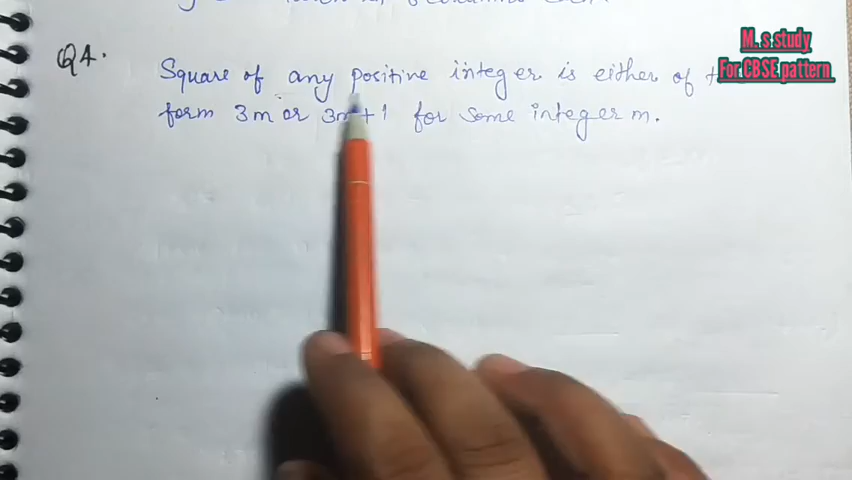 Q4.
Square of any positive integer is either of
form 3m or 3m+1 for some integer m.
M. s study
For CBSE pattern